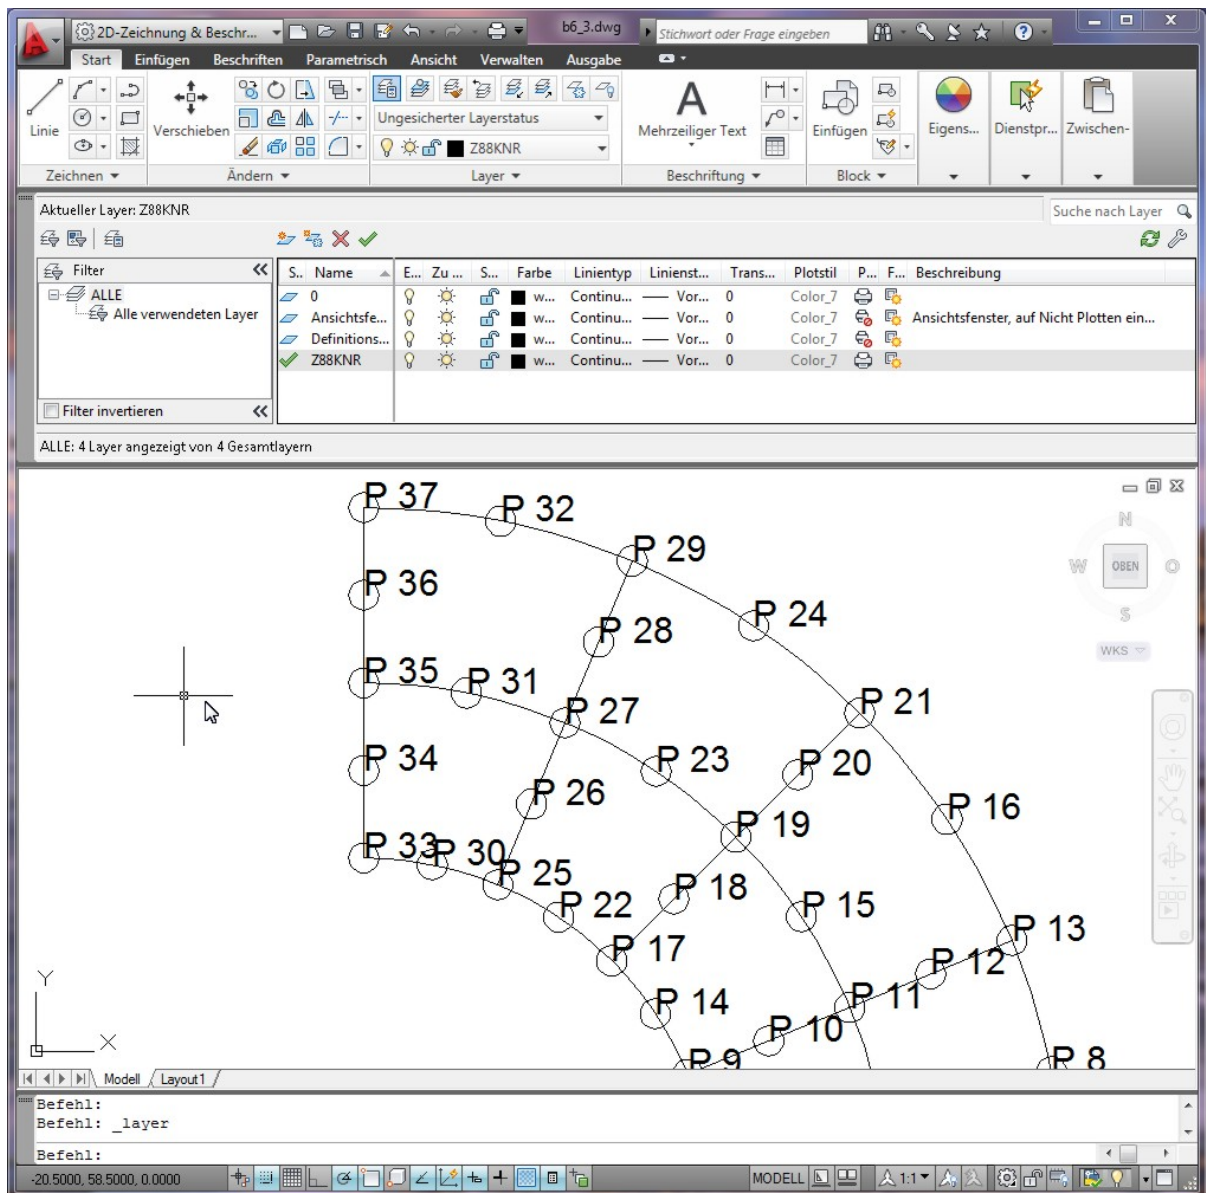 2D-Zeichnung & Beschr... b6_3.dwg Stichwort oder Frage eingeben
Start Einfügen Beschriften Parametrisch Ansicht Verwalten Ausgabe
Linie Verschieben Ungesicherter Layerstatus Mehrzeiliger Text Einfügen Eigens... Dienstpr... Zwischen-
Z88KNR
Zeichnen Ändern Layer Beschriftung Block
Aktueller Layer: Z88KNR Suche nach Layer
Filter S.. Name E... Zu ... S... Farbe Linientyp Linienst... Trans... Plotstil P... F... Beschreibung
ALLE 0 w... Continu... Vor... 0 Color_7
Alle verwendeten Layer Ansichtsfe... w... Continu... Vor... 0 Color_7 Ansichtsfenster, auf Nicht Plotten ein...
Definitions... w... Continu... Vor... 0 Color_7
Z88KNR w... Continu... Vor... 0 Color_7
Filter invertieren
ALLE: 4 Layer angezeigt von 4 Gesamtlayern
P 37 P 32
P 29
P 36
P 24
P 28
P 35 P 31
P 27
P 21
P 34
P 23
P 20
P 26
P 19
P 16
P 33 P 30
P 25
P 18
P 22
P 15
P 17
P 13
P 12
P 14
P 11
P 10
P 9 P 8
N
W OBEN O
S
WKS
Y
X
Modell Layout1
Befehl:
Befehl: _layer
Befehl:
-20.5000, 58.5000, 0.0000 MODELL 1:1